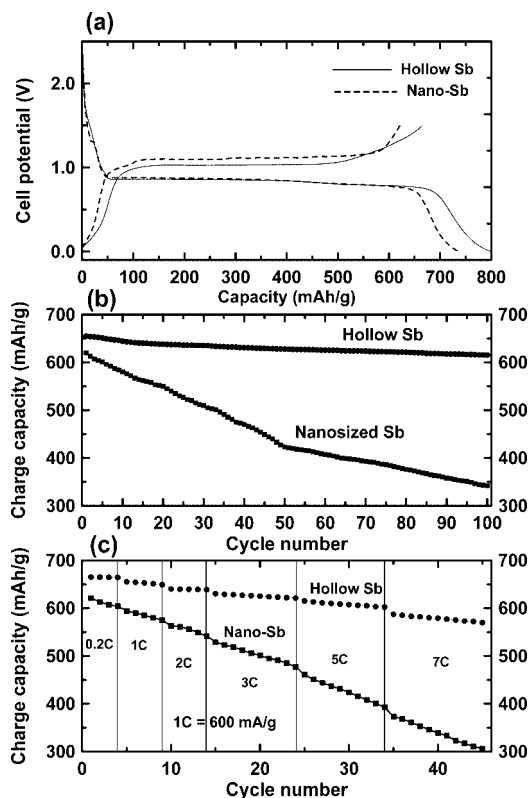 (a)
Hollow Sb
Nano-Sb
Cell potential (V)
2.0
1.0
0.0
0 100 200 300 400 500 600 700 800
Capacity (mAh/g)
(b)
Charge capacity (mAh/g)
700 700
600 600
500 500
400 400
300 300
Hollow Sb
Nanosized Sb
0 10 20 30 40 50 60 70 80 90 100
Cycle number
(c)
Charge capacity (mAh/g)
700 700
600 600
500 500
400 400
300 300
Hollow Sb
Nano-Sb
0.2C 1C 2C 3C 5C 7C
1C = 600 mA/g
0 10 20 30 40
Cycle number